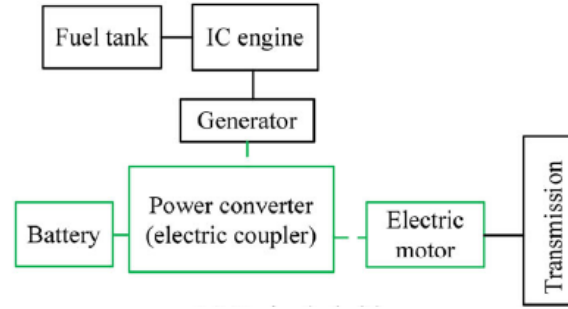 Fuel tank
IC engine
Generator
Battery
Power converter
(electric coupler)
Electric
motor
Transmission